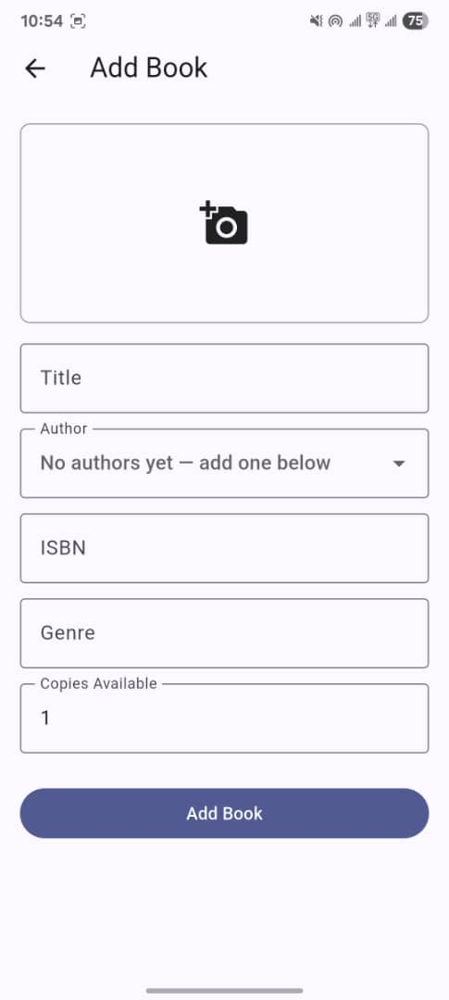 10:54
5G
75
Add Book
Title
Author
No authors yet — add one below
ISBN
Genre
Copies Available
1
Add Book